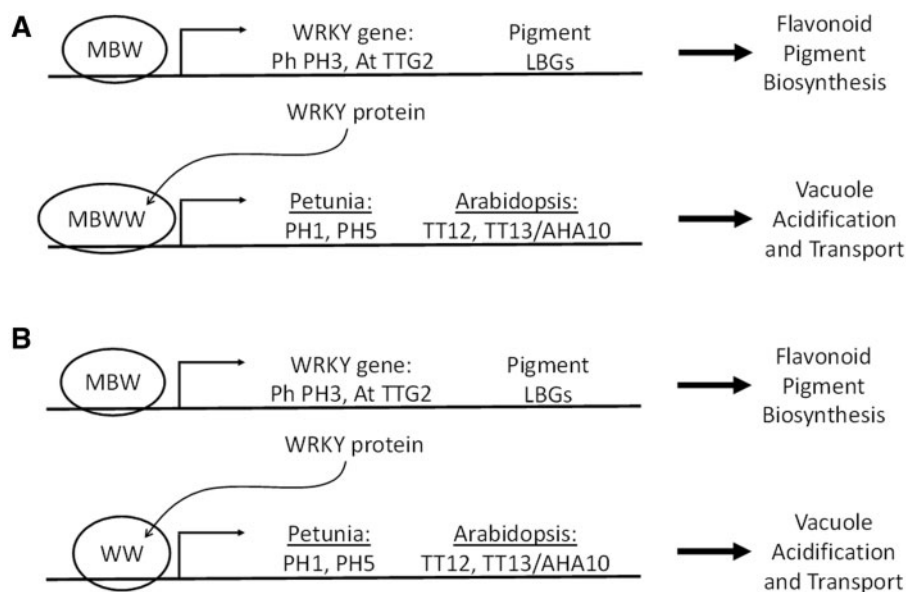 A
MBW
WRKY gene:
Ph PH3, At TTG2
Pigment
LBGs
Flavonoid
Pigment
Biosynthesis
WRKY protein
MBWW
Petunia:
PH1, PH5
Arabidopsis:
TT12, TT13/AHA10
Vacuole
Acidification
and Transport
B
MBW
WRKY gene:
Ph PH3, At TTG2
Pigment
LBGs
Flavonoid
Pigment
Biosynthesis
WRKY protein
WW
Petunia:
PH1, PH5
Arabidopsis:
TT12, TT13/AHA10
Vacuole
Acidification
and Transport